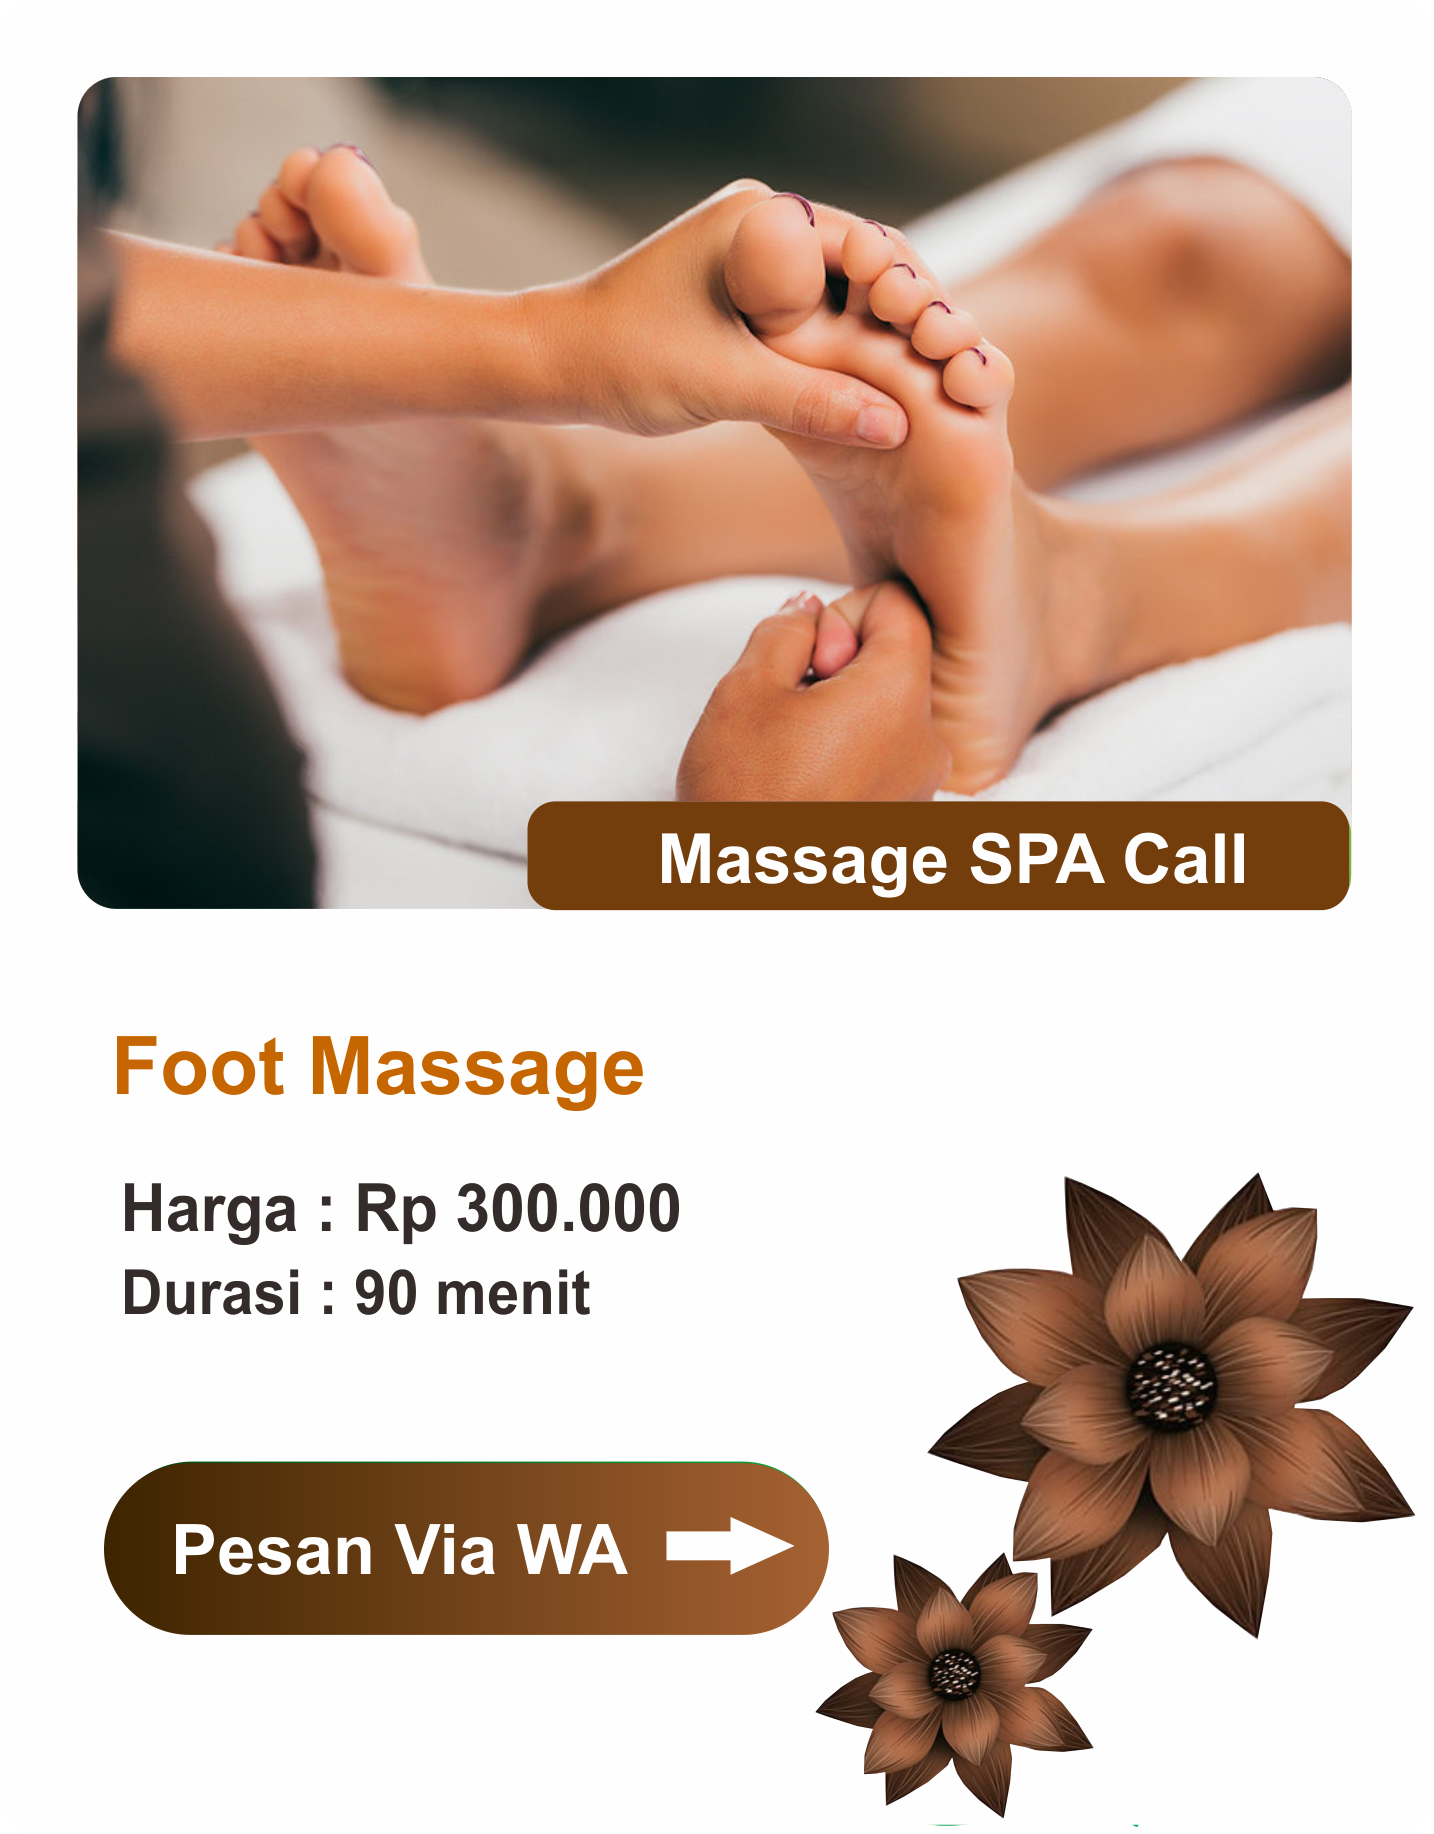 Massage SPA Call
Foot Massage
Harga : Rp 300.000
Durasi : 90 menit
Pesan Via WA